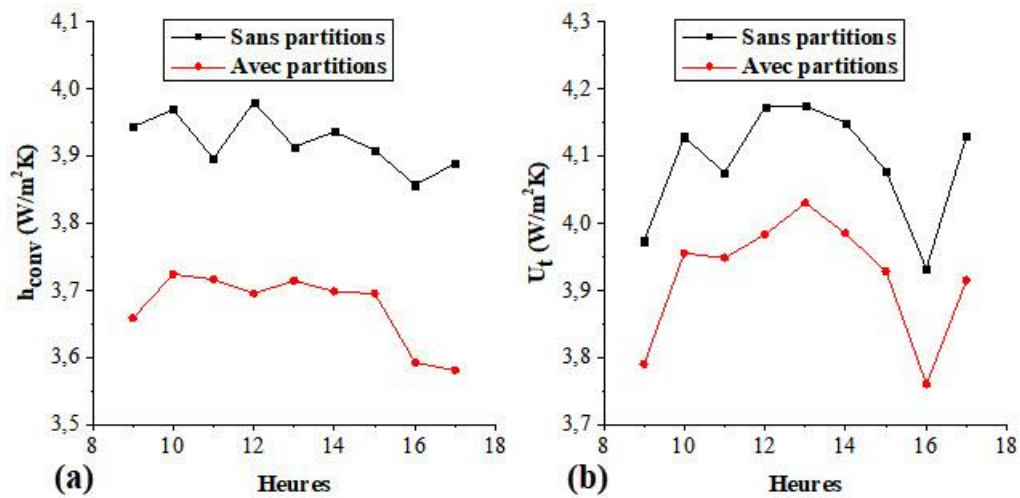 4,1
4,0
3,9
3,8
3,7
3,6
3,5
h_conv (W/m²K)
Sans partitions
Avec partitions
8 10 12 14 16 18
(a) Heures
4,3
4,2
4,1
4,0
3,9
3,8
3,7
U_t (W/m²K)
Sans partitions
Avec partitions
8 10 12 14 16 18
(b) Heures